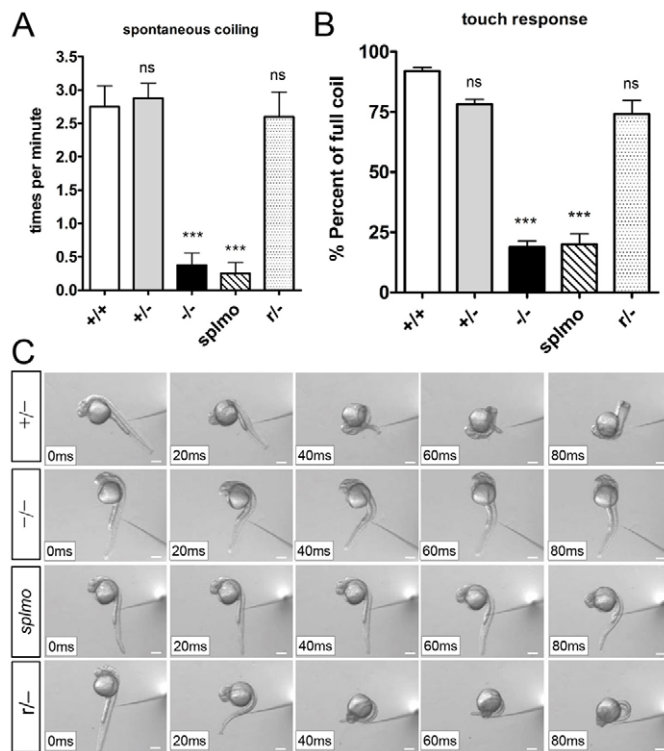 A
spontaneous coiling
times per minute
3.5
3.0
2.5
2.0
1.5
1.0
0.5
0.0
ns
***
***
ns
+/+
+/-
-/-
splmo
r/-
B
touch response
% Percent of full coil
100
75
50
25
0
ns
***
***
ns
+/+
+/-
-/-
splmo
r/-
C
+/−
0ms
20ms
40ms
60ms
80ms
−/−
0ms
20ms
40ms
60ms
80ms
splmo
0ms
20ms
40ms
60ms
80ms
r/−
0ms
20ms
40ms
60ms
80ms